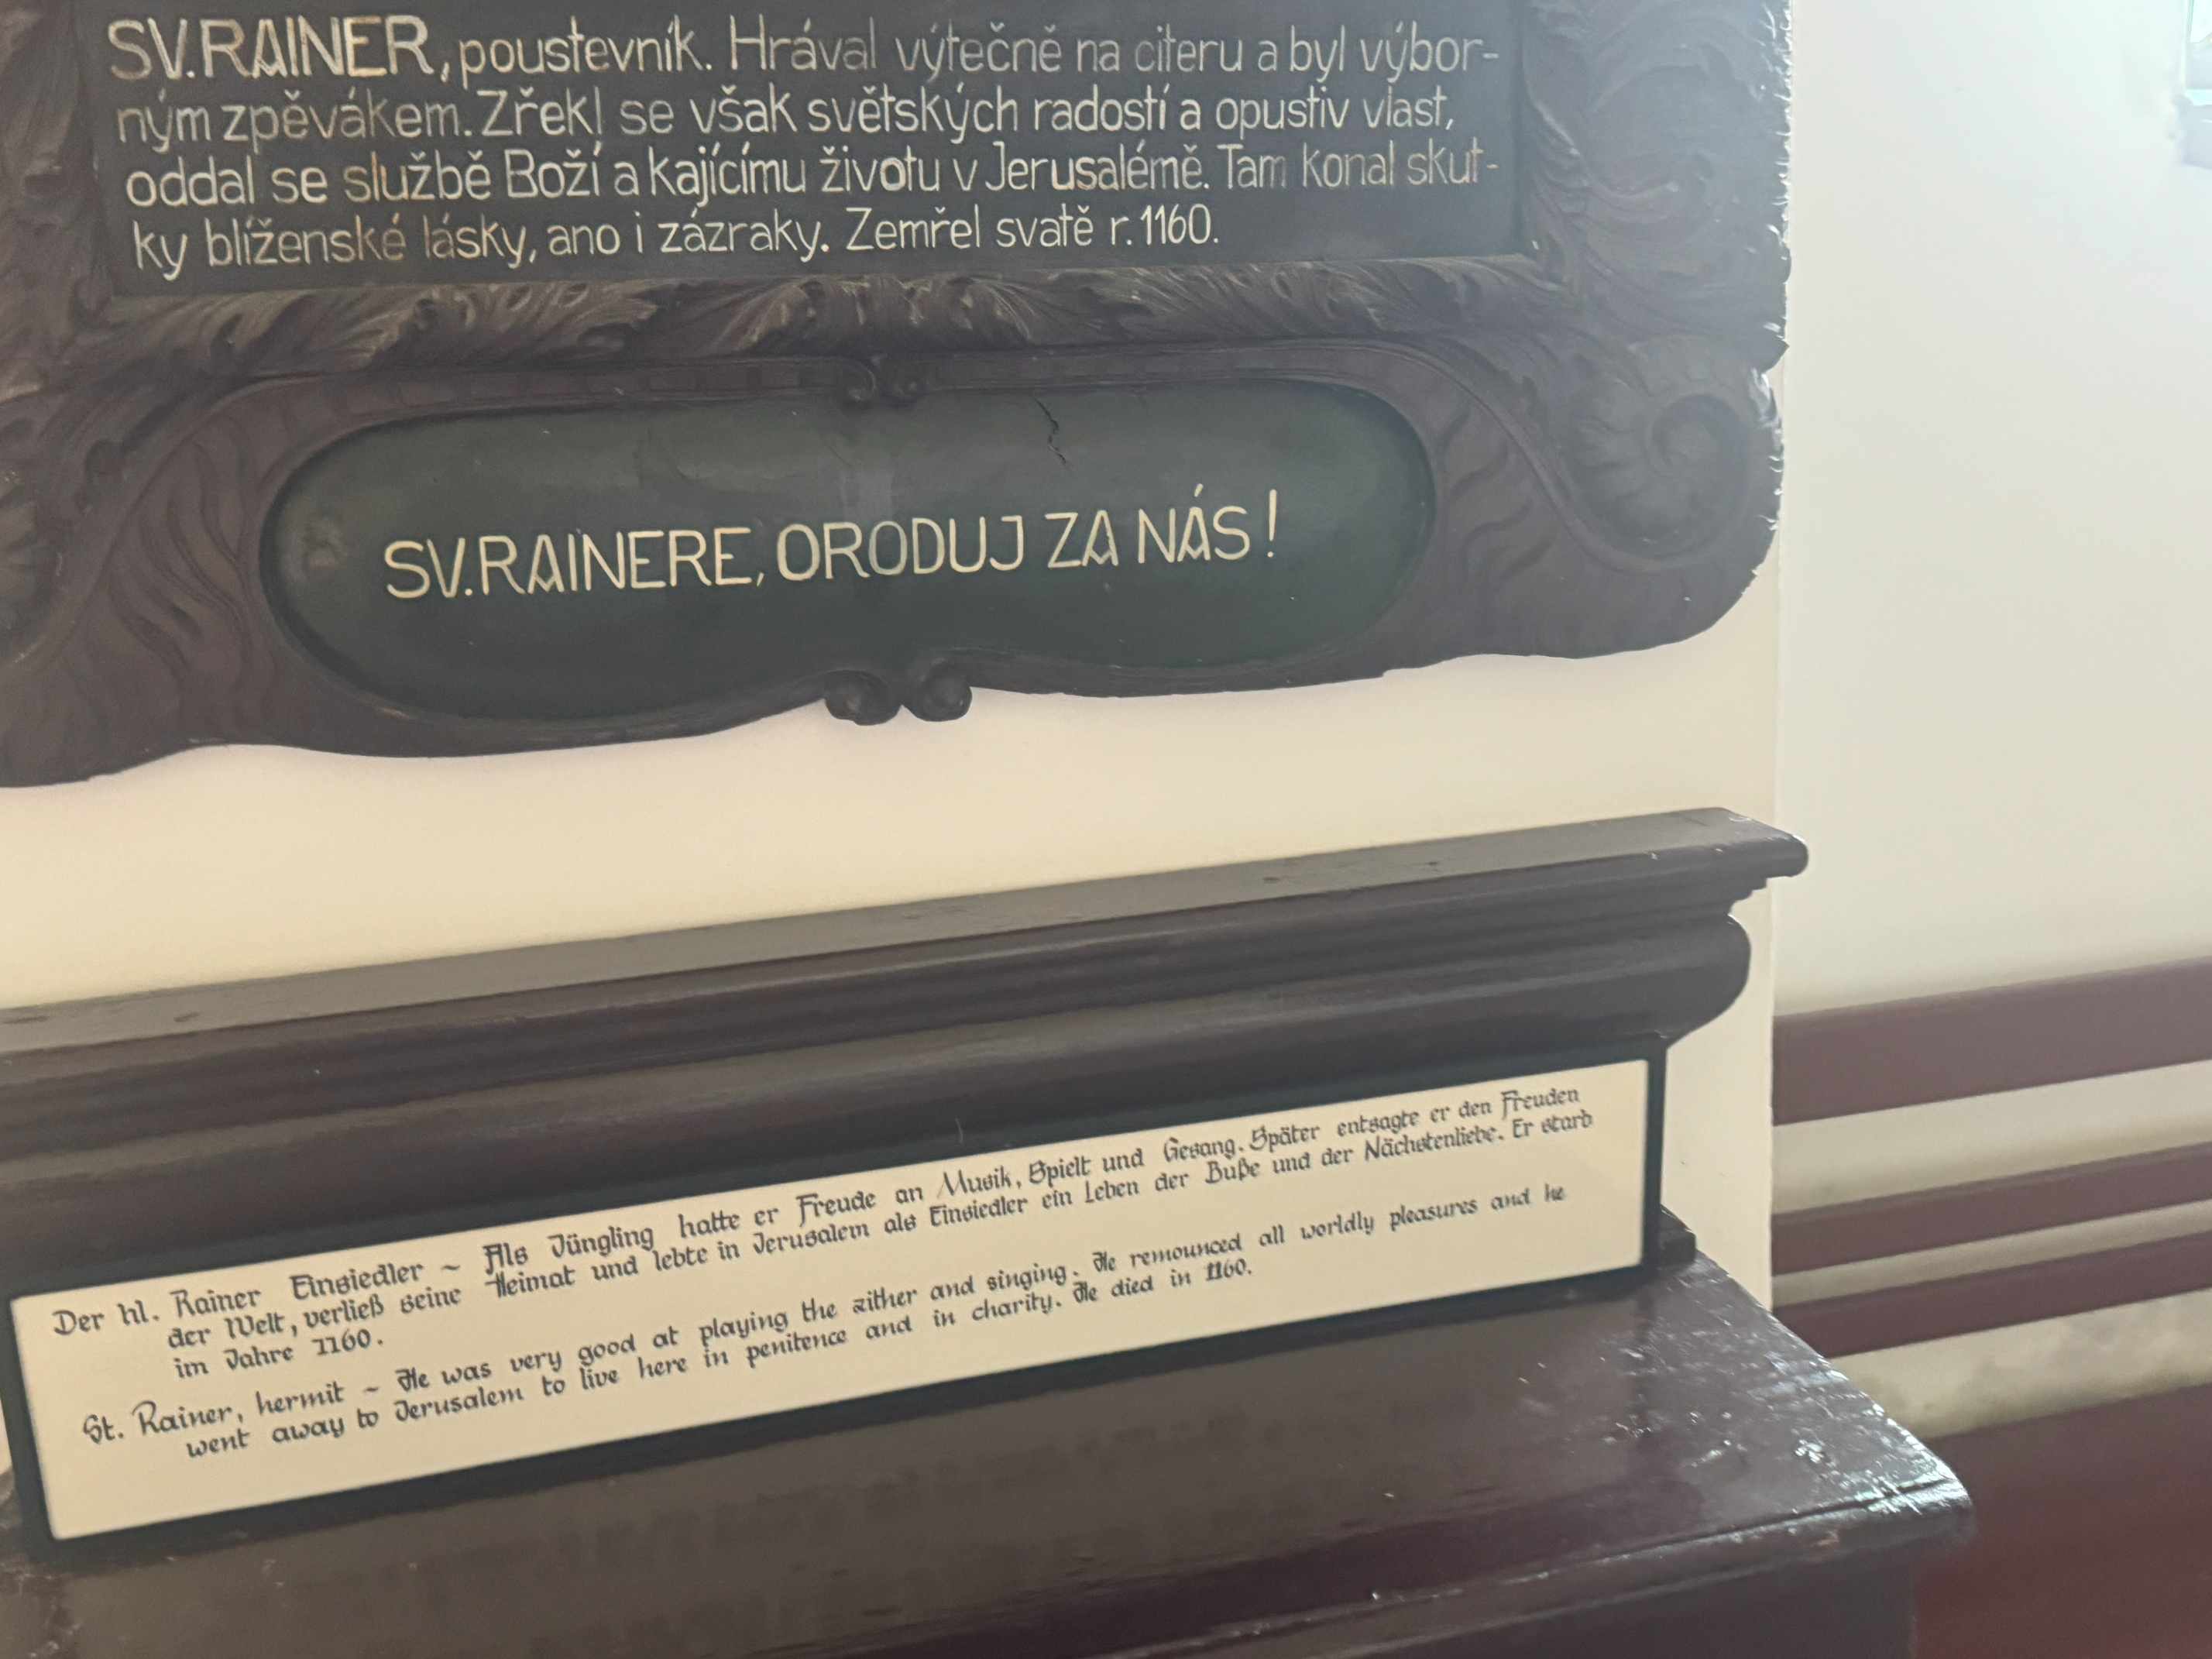 SV. RAINER, poustevník. Hrával výtečně na citeru a byl výbor-
ným zpěvákem. Zřekl se však světských radostí a opustiv vlast,
oddal se službě Boží a kajícímu životu v Jerusalémě. Tam konal skut-
ky blíženské lásky, ano i zázraky. Zemřel svatě r. 1160.
SV. RAINERE, ORODUJ ZA NÁS!
Der hl. Rainer Einsiedler ~ Als Jüngling hatte er Freude an Musik, Spielt und Gesang. Später entsagte er den Freuden
der Welt, verließ seine Heimat und lebte in Jerusalem als Einsiedler ein Leben der Buße und der Nächstenliebe. Er starb
im Jahre 1160.
St. Rainer, hermit ~ He was very good at playing the zither and singing. He remounced all worldly pleasures and he
went away to Jerusalem to live here in penitence and in charity. He died in 1160.